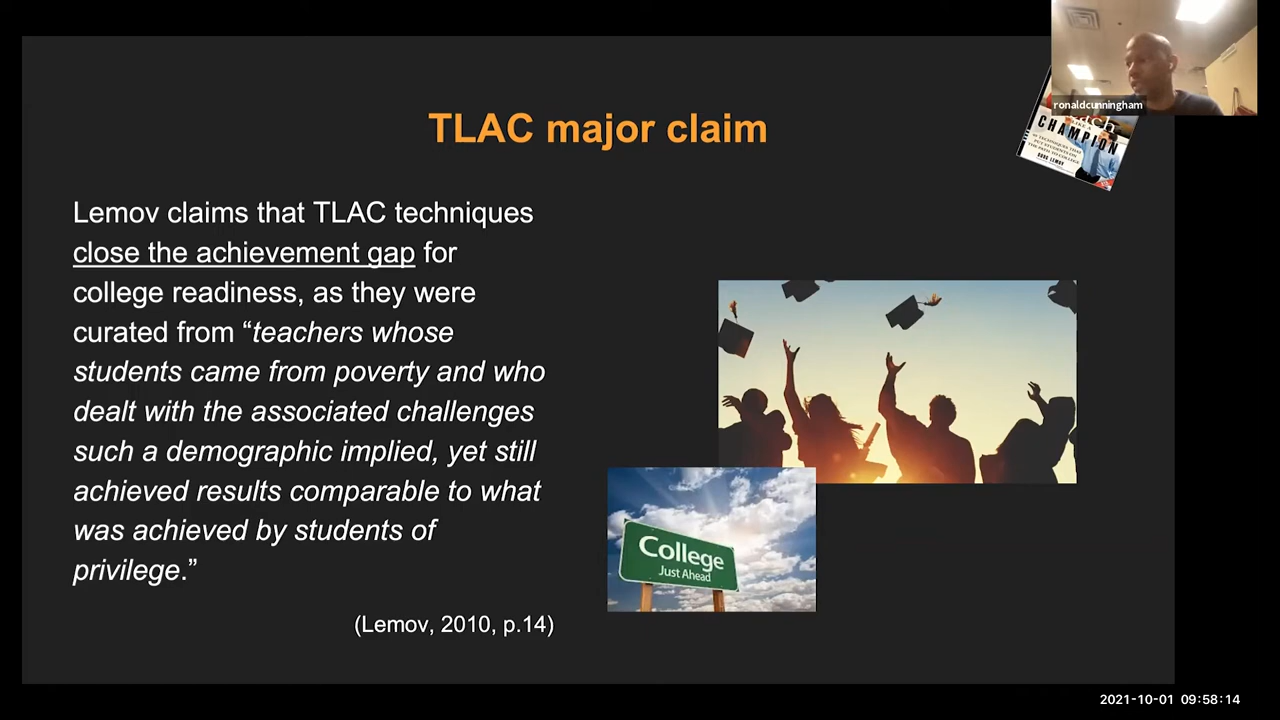 ronaldcunningham
TLAC major claim
CHAMPION
DOUG LEMOV
Lemov claims that TLAC techniques
close the achievement gap for
college readiness, as they were
curated from “teachers whose
students came from poverty and who
dealt with the associated challenges
such a demographic implied, yet still
achieved results comparable to what
was achieved by students of
privilege.”
(Lemov, 2010, p.14)
College
Just Ahead
2021-10-01 09:58:14